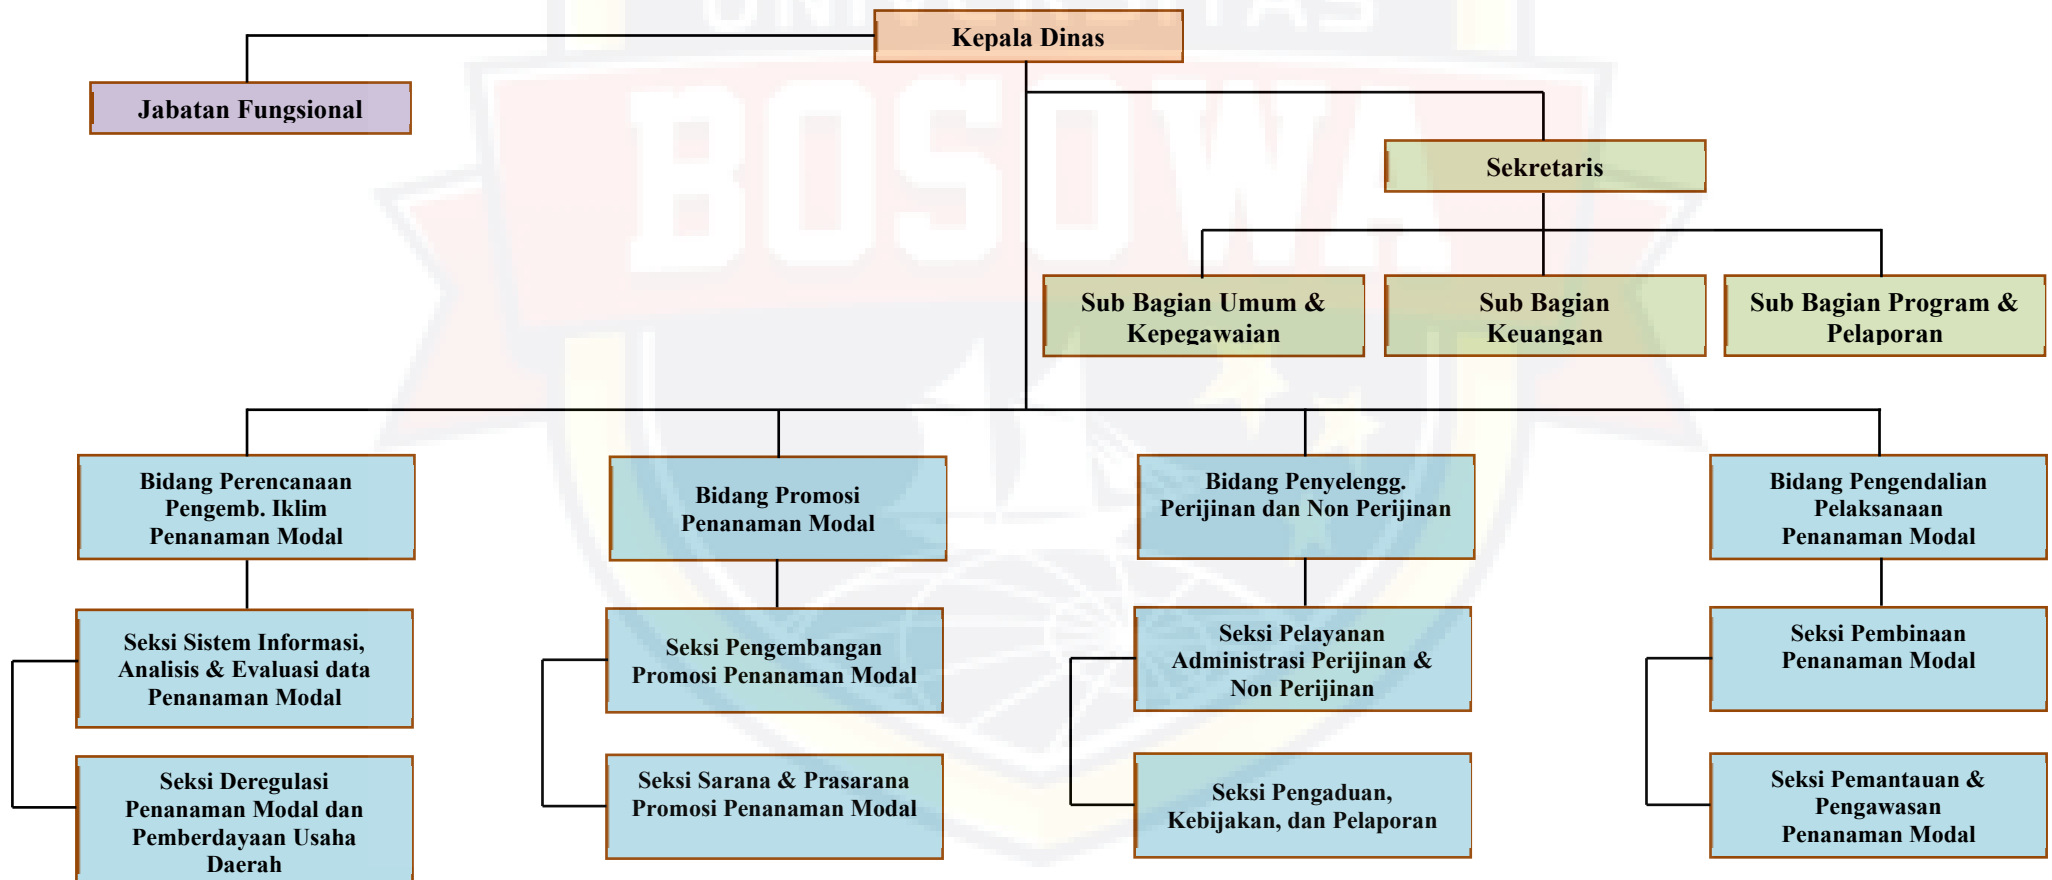 UNIVERSITAS
BOSOWA
Kepala Dinas
Jabatan Fungsional
Sekretaris
Sub Bagian Umum &
Kepegawaian
Sub Bagian
Keuangan
Sub Bagian Program &
Pelaporan
Bidang Perencanaan
Pengemb. Iklim
Penanaman Modal
Bidang Promosi
Penanaman Modal
Bidang Penyelengg.
Perijinan dan Non Perijinan
Bidang Pengendalian
Pelaksanaan
Penanaman Modal
Seksi Sistem Informasi,
Analisis & Evaluasi data
Penanaman Modal
Seksi Pengembangan
Promosi Penanaman Modal
Seksi Pelayanan
Administrasi Perijinan &
Non Perijinan
Seksi Pembinaan
Penanaman Modal
Seksi Deregulasi
Penanaman Modal dan
Pemberdayaan Usaha
Daerah
Seksi Sarana & Prasarana
Promosi Penanaman Modal
Seksi Pengaduan,
Kebijakan, dan Pelaporan
Seksi Pemantauan &
Pengawasan
Penanaman Modal